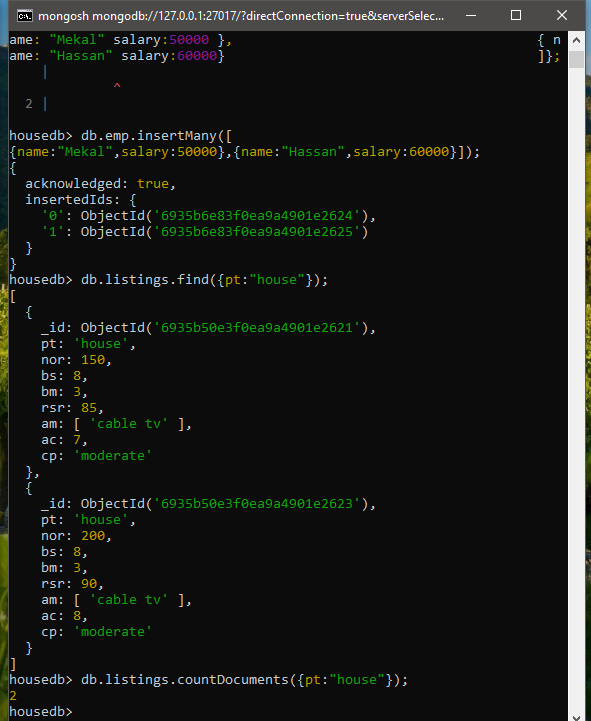 mongosh mongodb://127.0.0.1:27017/?directConnection=true&serverSelec...
ame: "Mekal" salary:50000 }, { n
ame: "Hassan" salary:60000} ]};
|
^
2 |
housedb> db.emp.insertMany([
{name:"Mekal",salary:50000},{name:"Hassan",salary:60000}]);
{
acknowledged: true,
insertedIds: {
'0': ObjectId('6935b6e83f0ea9a4901e2624'),
'1': ObjectId('6935b6e83f0ea9a4901e2625')
}
}
housedb> db.listings.find({pt:"house"});
[
{
_id: ObjectId('6935b50e3f0ea9a4901e2621'),
pt: 'house',
nor: 150,
bs: 8,
bm: 3,
rsr: 85,
am: [ 'cable tv' ],
ac: 7,
cp: 'moderate'
},
{
_id: ObjectId('6935b50e3f0ea9a4901e2623'),
pt: 'house',
nor: 200,
bs: 8,
bm: 3,
rsr: 90,
am: [ 'cable tv' ],
ac: 8,
cp: 'moderate'
}
]
housedb> db.listings.countDocuments({pt:"house"});
2
housedb>